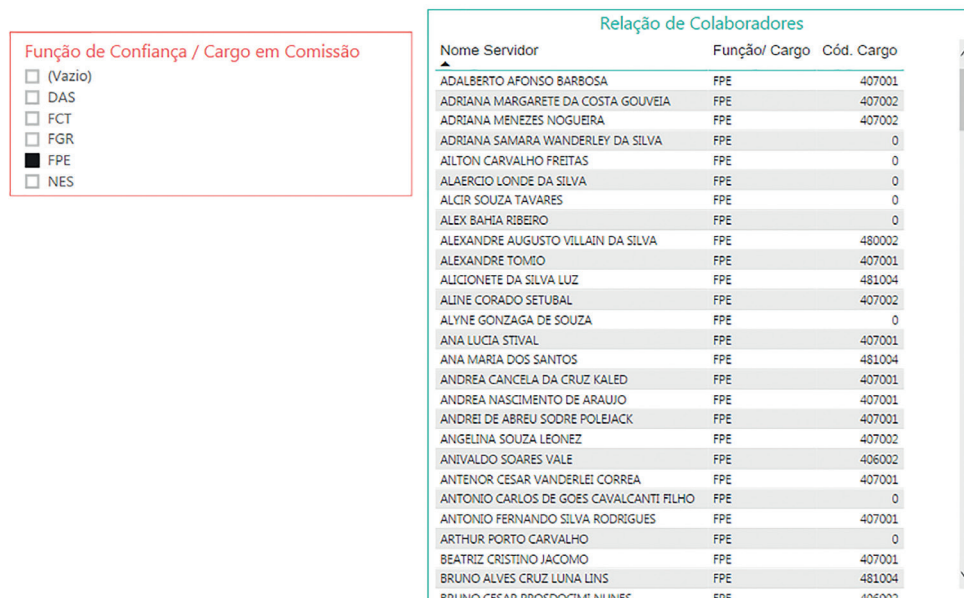 Função de Confiança / Cargo em Comissão
(Vazio)
DAS
FCT
FGR
FPE
NES
Relação de Colaboradores
Nome Servidor Função/ Cargo Cód. Cargo
ADALBERTO AFONSO BARBOSA FPE 407001
ADRIANA MARGARETE DA COSTA GOUVEIA FPE 407002
ADRIANA MENEZES NOGUEIRA FPE 407002
ADRIANA SAMARA WANDERLEY DA SILVA FPE 0
AILTON CARVALHO FREITAS FPE 0
ALAERCIO LONDE DA SILVA FPE 0
ALCIR SOUZA TAVARES FPE 0
ALEX BAHIA RIBEIRO FPE 0
ALEXANDRE AUGUSTO VILLAIN DA SILVA FPE 480002
ALEXANDRE TOMIO FPE 407001
ALICIONETE DA SILVA LUZ FPE 481004
ALINE CORADO SETUBAL FPE 407002
ALYNE GONZAGA DE SOUZA FPE 0
ANA LUCIA STIVAL FPE 407001
ANA MARIA DOS SANTOS FPE 481004
ANDREA CANCELA DA CRUZ KALED FPE 407001
ANDREA NASCIMENTO DE ARAUJO FPE 407001
ANDREI DE ABREU SODRE POLEJACK FPE 407001
ANGELINA SOUZA LEONEZ FPE 407002
ANIVALDO SOARES VALE FPE 406002
ANTENOR CESAR VANDERLEI CORREA FPE 407001
ANTONIO CARLOS DE GOES CAVALCANTI FILHO FPE 0
ANTONIO FERNANDO SILVA RODRIGUES FPE 407001
ARTHUR PORTO CARVALHO FPE 0
BEATRIZ CRISTINO JACOMO FPE 407001
BRUNO ALVES CRUZ LUNA LINS FPE 481004
BRUNO CESAR PROSDOCIMI NUNES FPE 406002